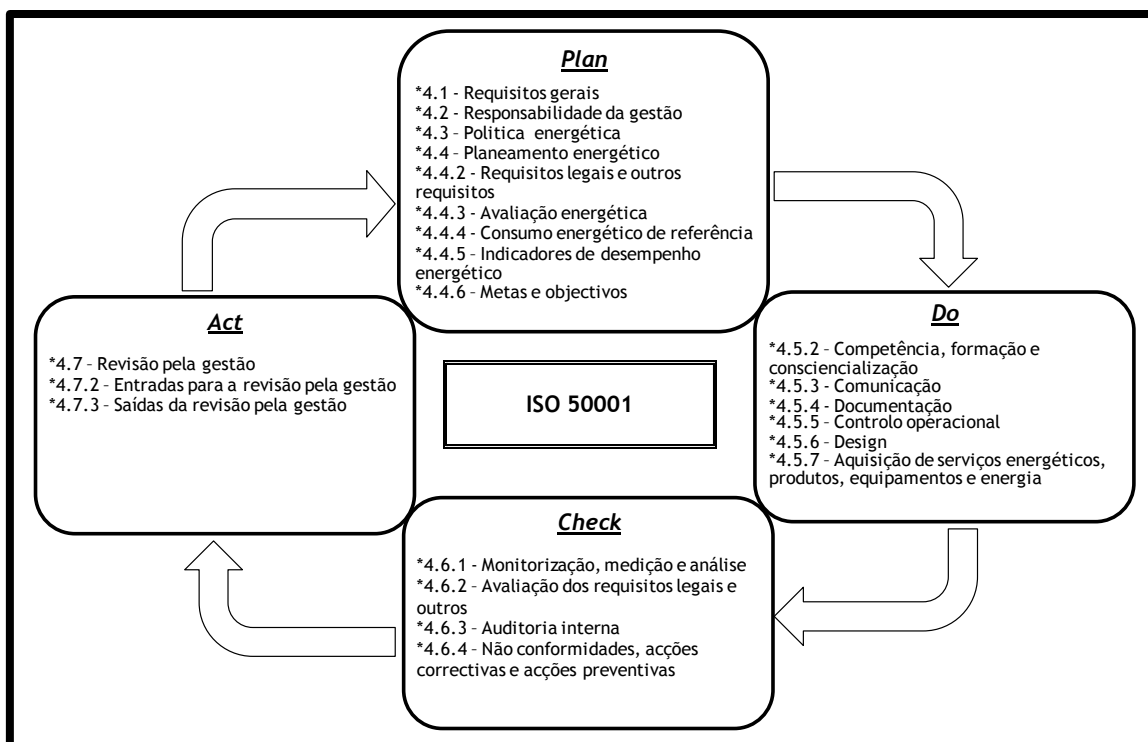 Plan
*4.1 - Requisitos gerais
*4.2 - Responsabilidade da gestão
*4.3 – Politica energética
*4.4 – Planeamento energético
*4.4.2 - Requisitos legais e outros
requisitos
*4.4.3 - Avaliação energética
*4.4.4 - Consumo energético de referência
*4.4.5 - Indicadores de desempenho
energético
*4.4.6 – Metas e objectivos
Do
*4.5.2 – Competência, formação e
consciencialização
*4.5.3 - Comunicação
*4.5.4 - Documentação
*4.5.5 – Controlo operacional
*4.5.6 – Design
*4.5.7 – Aquisição de serviços energéticos,
produtos, equipamentos e energia
Act
*4.7 – Revisão pela gestão
*4.7.2 – Entradas para a revisão pela gestão
*4.7.3 – Saídas da revisão pela gestão
ISO 50001
Check
*4.6.1 - Monitorização, medição e análise
*4.6.2 – Avaliação dos requisitos legais e
outros
*4.6.3 – Auditoria interna
*4.6.4 – Não conformidades, acções
correctivas e acções preventivas